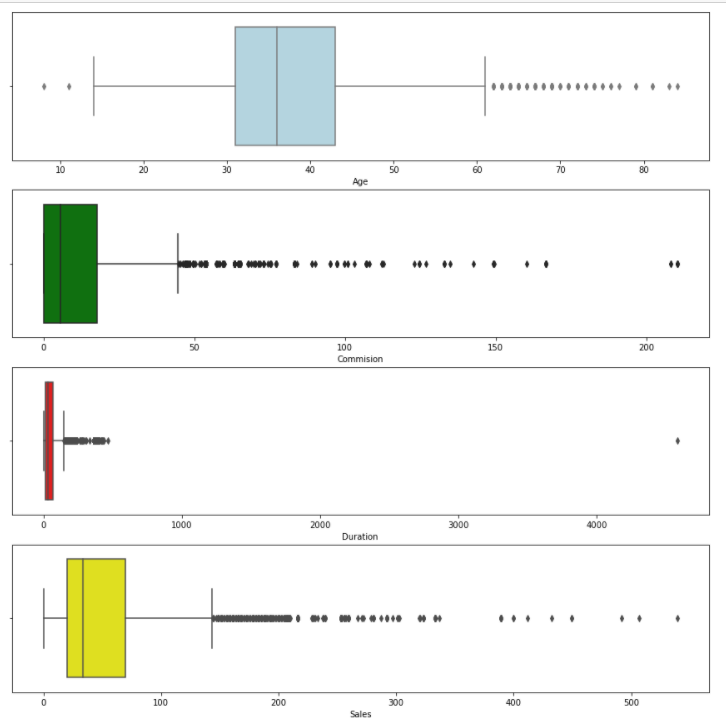 10 20 30 40 50 60 70 80
Age
0 50 100 150 200
Commision
0 1000 2000 3000 4000
Duration
0 100 200 300 400 500
Sales